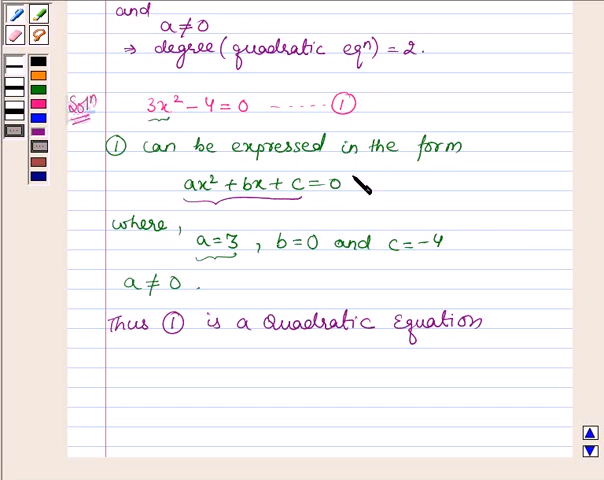 and
a ≠ 0
⇒ degree (quadratic eqⁿ) = 2.
Solⁿ 3x² - 4 = 0 ------ ①
① can be expressed in the form
ax² + bx + c = 0
where,
a = 3 , b = 0 and c = -4
a ≠ 0 .
Thus ① is a Quadratic Equation